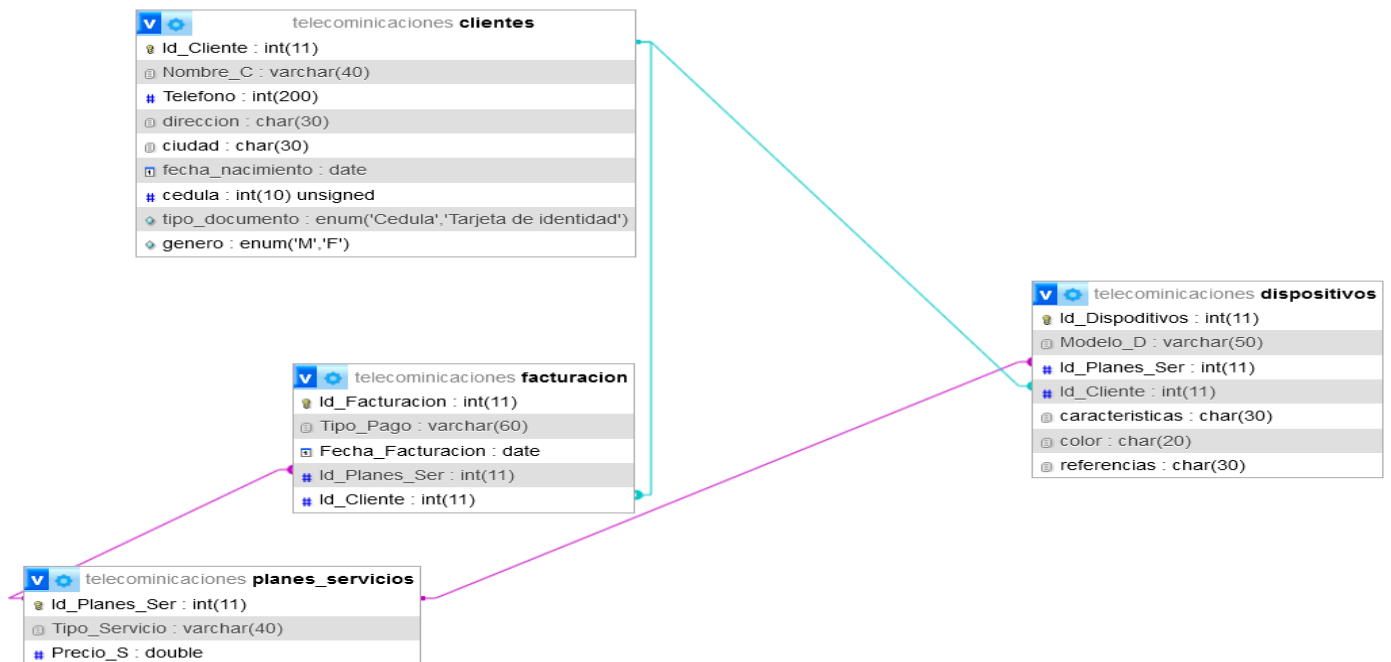 telecominicaciones clientes
Id_Cliente : int(11)
Nombre_C : varchar(40)
Telefono : int(200)
direccion : char(30)
ciudad : char(30)
fecha_nacimiento : date
cedula : int(10) unsigned
tipo_documento : enum('Cedula','Tarjeta de identidad')
genero : enum('M','F')
telecominicaciones dispositivos
Id_Dispoditivos : int(11)
Modelo_D : varchar(50)
Id_Planes_Ser : int(11)
Id_Cliente : int(11)
caracteristicas : char(30)
color : char(20)
referencias : char(30)
telecominicaciones facturacion
Id_Facturacion : int(11)
Tipo_Pago : varchar(60)
Fecha_Facturacion : date
Id_Planes_Ser : int(11)
Id_Cliente : int(11)
telecominicaciones planes_servicios
Id_Planes_Ser : int(11)
Tipo_Servicio : varchar(40)
Precio_S : double